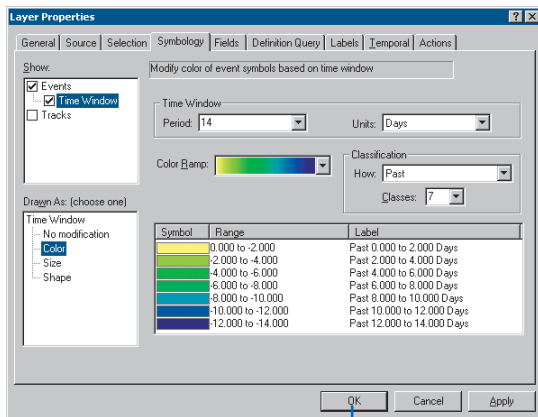 Layer Properties
General Source Selection Symbology Fields Definition Query Labels Temporal Actions
Show:
Events
Time Window
Tracks
Modify color of event symbols based on time window
Time Window
Period: 14
Units: Days
Color Ramp:
Classification
How: Past
Classes: 7
Drawn As: (choose one)
Time Window
No modification
Color
Size
Shape
Symbol Range Label
0.000 to -2.000 Past 0.000 to 2.000 Days
-2.000 to -4.000 Past 2.000 to 4.000 Days
-4.000 to -6.000 Past 4.000 to 6.000 Days
-6.000 to -8.000 Past 6.000 to 8.000 Days
-8.000 to -10.000 Past 8.000 to 10.000 Days
-10.000 to -12.000 Past 10.000 to 12.000 Days
-12.000 to -14.000 Past 12.000 to 14.000 Days
OK Cancel Apply